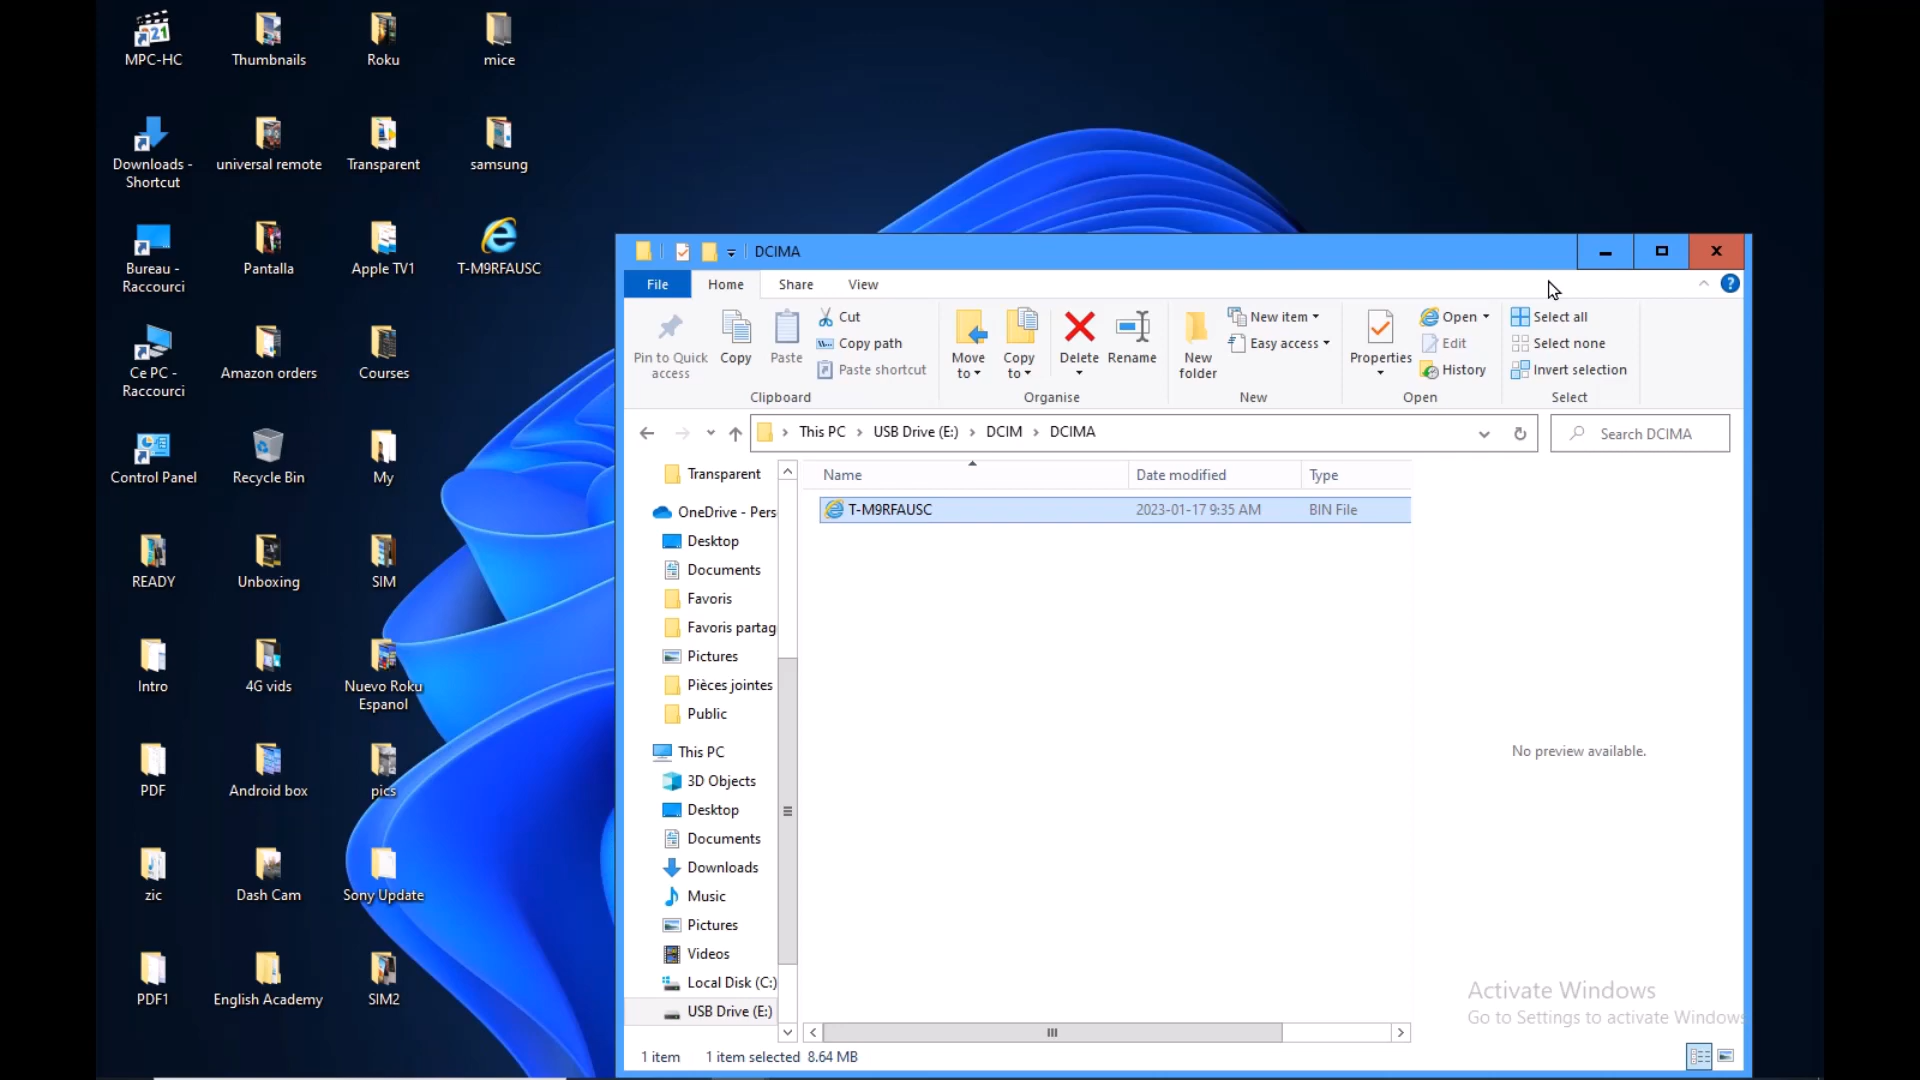 MPC-HC
Thumbnails
Roku
mice
Downloads -
Shortcut
universal remote
Transparent
samsung
Bureau -
Raccourci
Pantalla
Apple TV1
T-M9RFAUSC
Ce PC -
Raccourci
Amazon orders
Courses
Control Panel
Recycle Bin
My
READY
Unboxing
SIM
Intro
4G vids
Nuevo Roku
Espanol
PDF
Android box
pics
zic
Dash Cam
Sony Update
PDF1
English Academy
SIM2
DCIMA
File
Home
Share
View
Pin to Quick
access
Copy
Paste
Cut
Copy path
Paste shortcut
Clipboard
Move
to
Copy
to
Delete
Rename
Organise
New
folder
New item
Easy access
New
Properties
Open
Edit
History
Open
Select all
Select none
Invert selection
Select
This PC > USB Drive (E:) > DCIM > DCIMA
Search DCIMA
Transparent
OneDrive - Pers
Desktop
Documents
Favoris
Favoris partag
Pictures
Pièces jointes
Public
This PC
3D Objects
Desktop
Documents
Downloads
Music
Pictures
Videos
Local Disk (C:)
USB Drive (E:)
Name Date modified Type
T-M9RFAUSC 2023-01-17 9:35 AM BIN File
No preview available.
Activate Windows
Go to Settings to activate Windows
1 item 1 item selected 8.64 MB